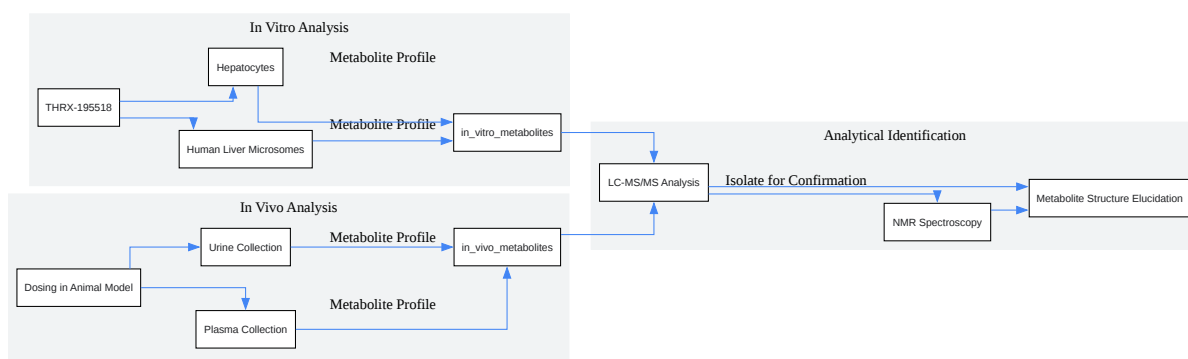 In Vitro Analysis
Metabolite Profile
Hepatocytes
THRX-195518
Metabolite Profile
in_vitro_metabolites
Human Liver Microsomes
Analytical Identification
LC-MS/MS Analysis
Isolate for Confirmation
Metabolite Structure Elucidation
NMR Spectroscopy
In Vivo Analysis
Metabolite Profile
Urine Collection
in_vivo_metabolites
Dosing in Animal Model
Metabolite Profile
Plasma Collection